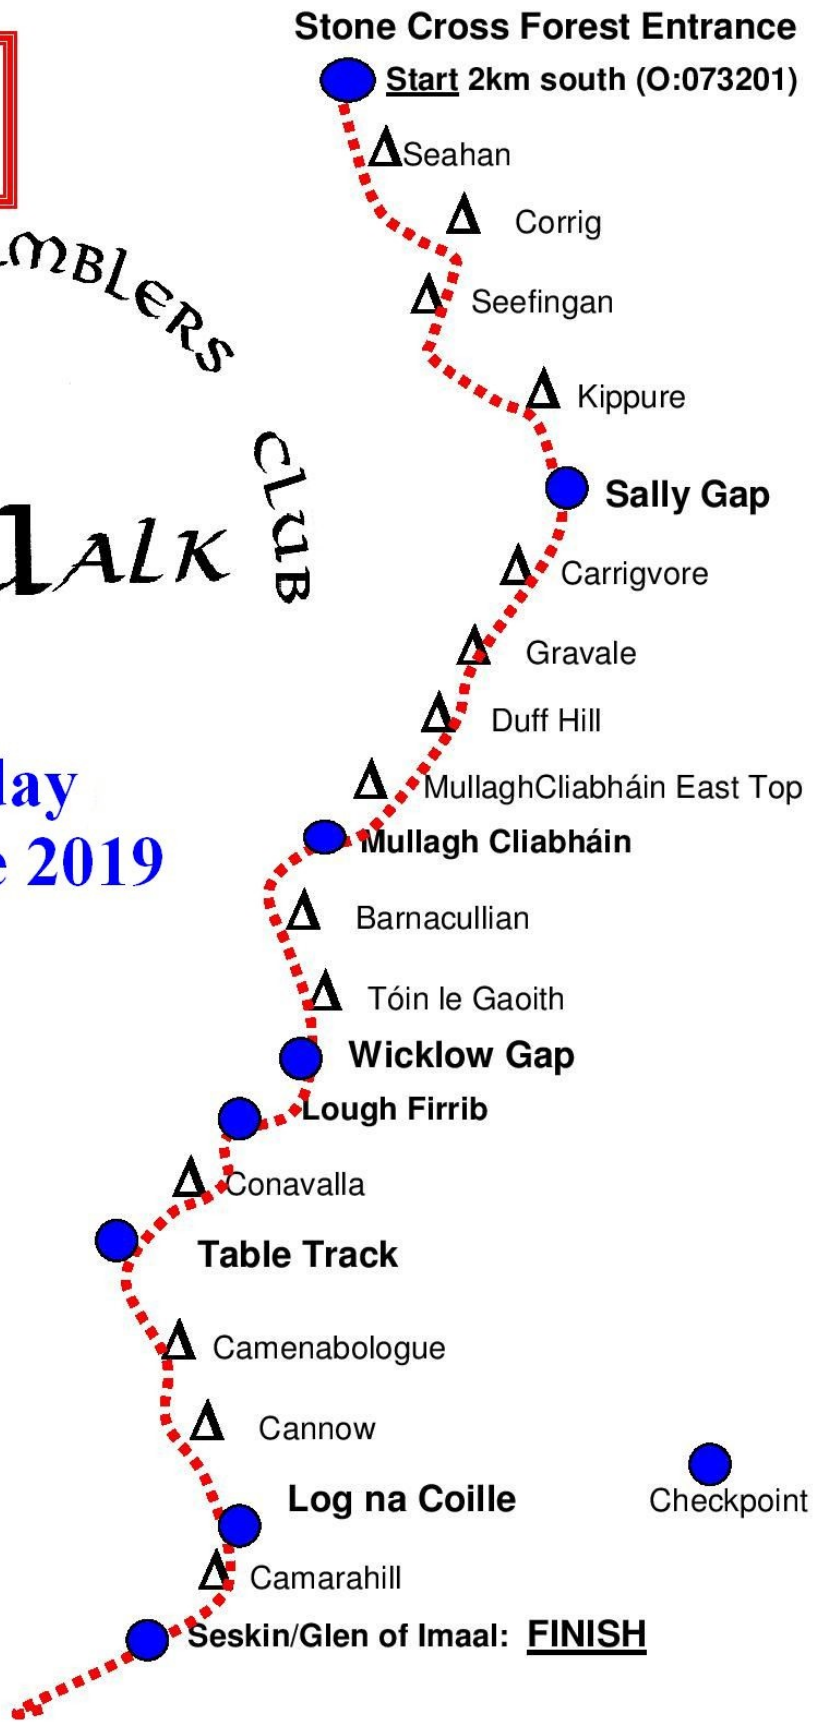 Stone Cross Forest Entrance
Start 2km south (O:073201)
Seahan
Corrig
Seefingan
Kippure
CLUB
Sally Gap
Carrigvore
Gravale
Duff Hill
MullaghCliabháin East Top
Mullagh Cliabháin
2019
Barnacullian
Tóin le Gaoith
Wicklow Gap
Lough Firrib
Conavalla
Table Track
Camenabologue
Cannow
Log na Coille
Checkpoint
Camarahill
Seskin/Glen of Imaal: FINISH